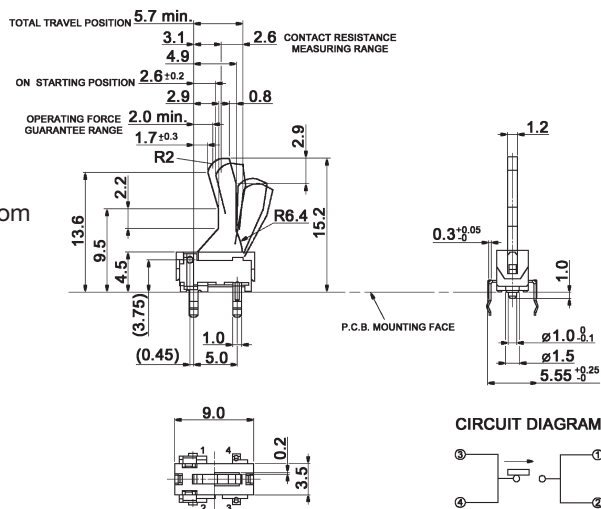 TOTAL TRAVEL POSITION 5.7 min.
3.1 2.6 CONTACT RESISTANCE
MEASURING RANGE
4.9
ON STARTING POSITION 2.6±0.2
2.9 0.8
OPERATING FORCE
GUARANTEE RANGE 2.0 min.
1.7±0.3
R2
2.9
1.2
2.2
om
13.6
9.5
4.5
(3.75)
R6.4
15.2
0.3 +0.05 -0
1.0
P.C.B. MOUNTING FACE
1.0
(0.45) 5.0
ø1.0 0 -0.1
ø1.5
5.55 +0.25 -0
9.0
0.2
3.5
1 4
2 3
CIRCUIT DIAGRAM
3 1
4 2